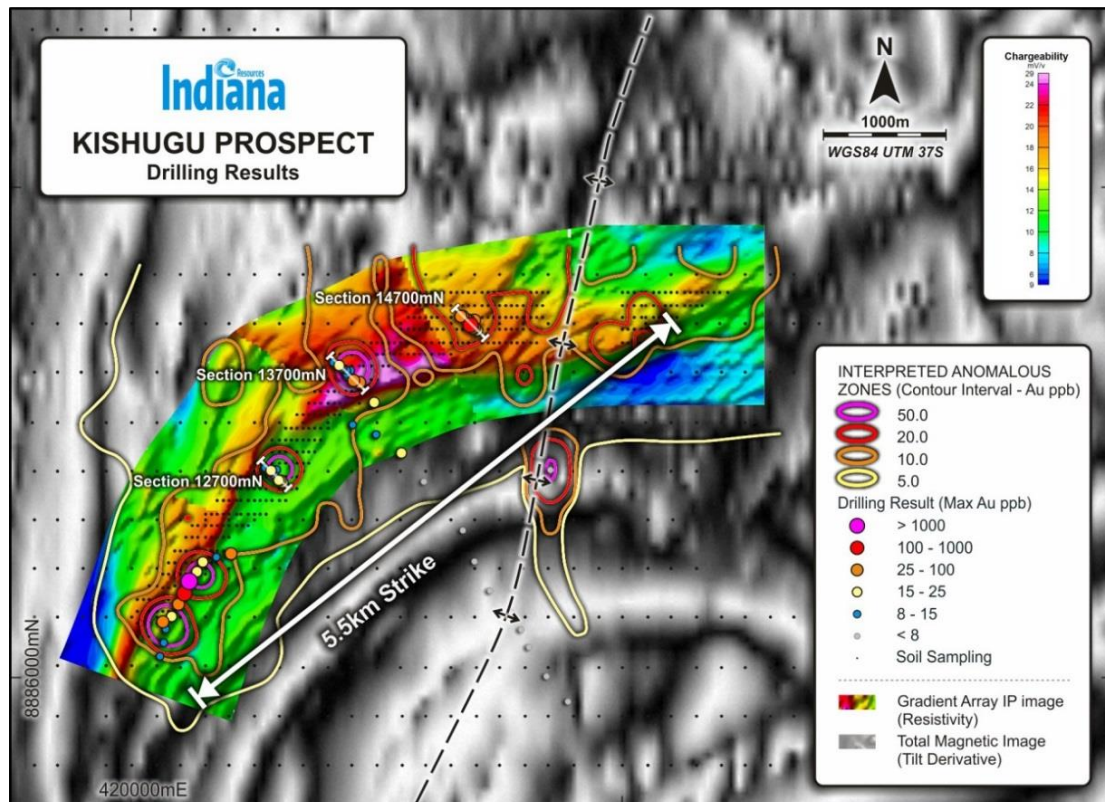 Indiana
Resources
KISHUGU PROSPECT
Drilling Results
N
1000m
WGS84 UTM 37S
Chargeability
mV/v
29
24
22
20
18
16
14
12
10
9
Section 14700mN
Section 13700mN
Section 12700mN
5.5km Strike
8886000mN
420000mE
INTERPRETED ANOMALOUS
ZONES (Contour Interval - Au ppb)
50.0
20.0
10.0
5.0
Drilling Result (Max Au ppb)
> 1000
100 - 1000
25 - 100
15 - 25
8 - 15
< 8
Soil Sampling
Gradient Array IP image
(Resistivity)
Total Magnetic Image
(Tilt Derivative)